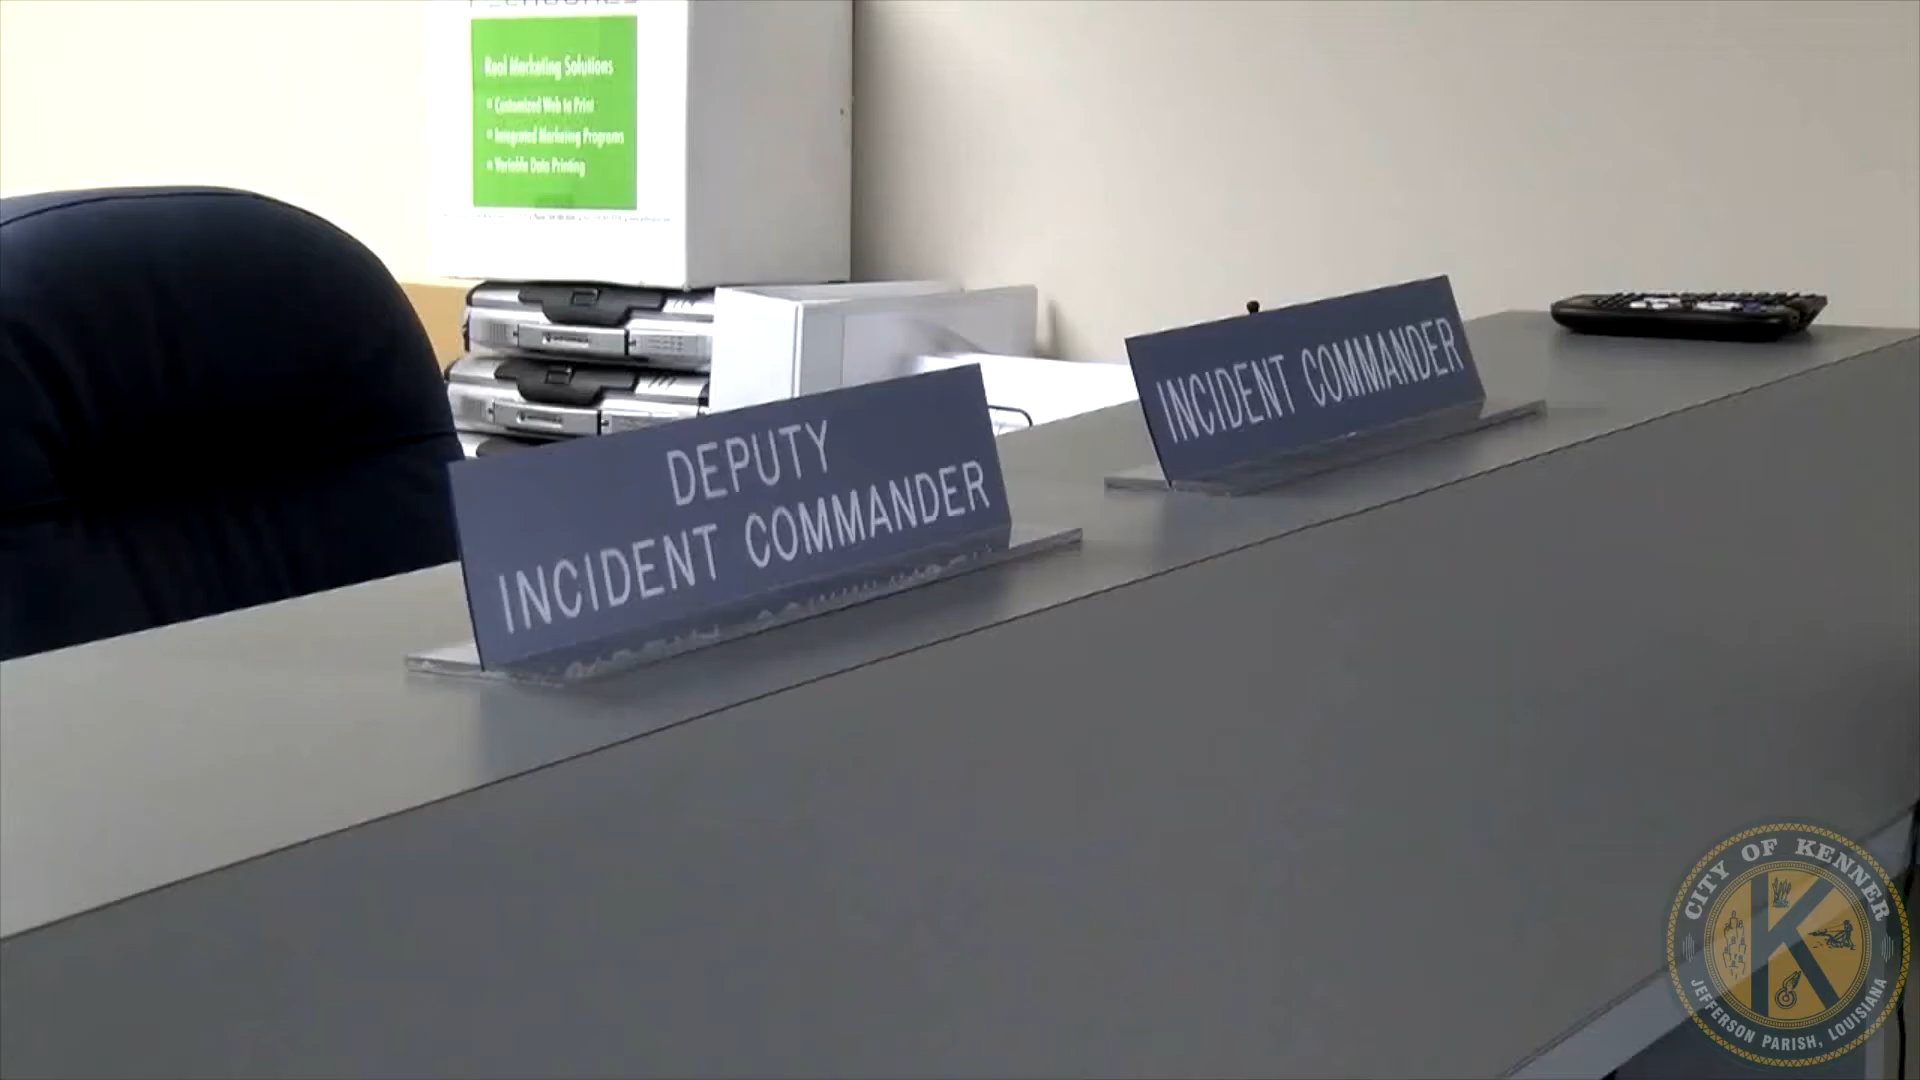 Real Marketing Solutions
• Customized Web to Print
• Integrated Marketing Programs
• Variable Data Printing
DEPUTY
INCIDENT COMMANDER
INCIDENT COMMANDER
CITY OF KENNER
K
JEFFERSON PARISH, LOUISIANA